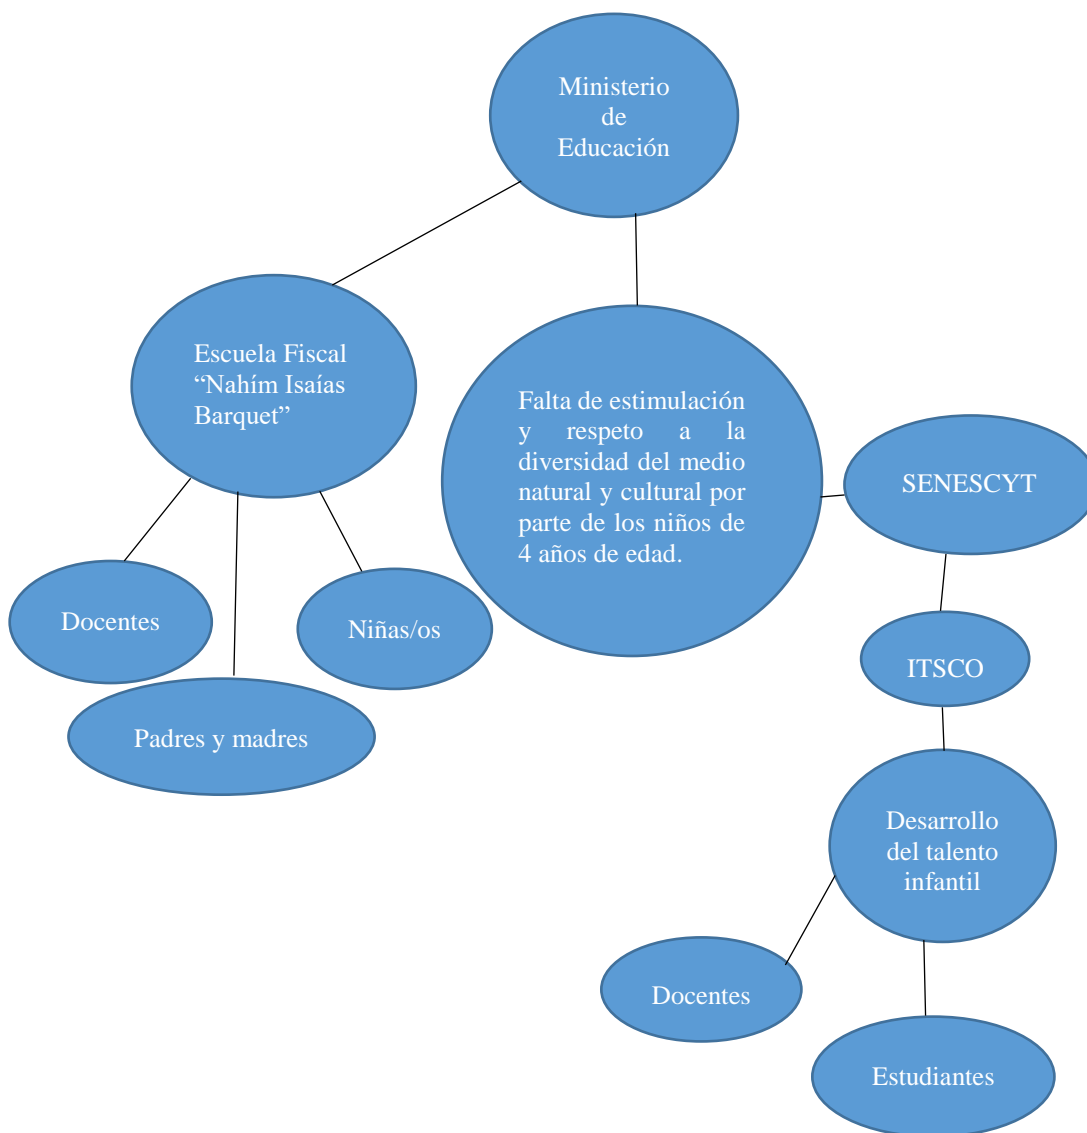 Ministerio
de
Educación
Escuela Fiscal
“Nahím Isaías
Barquet”
Falta de estimulación
y respeto a la
diversidad del medio
natural y cultural por
parte de los niños de
4 años de edad.
SENESCYT
Docentes
Niñas/os
ITSCO
Padres y madres
Desarrollo
del talento
infantil
Docentes
Estudiantes